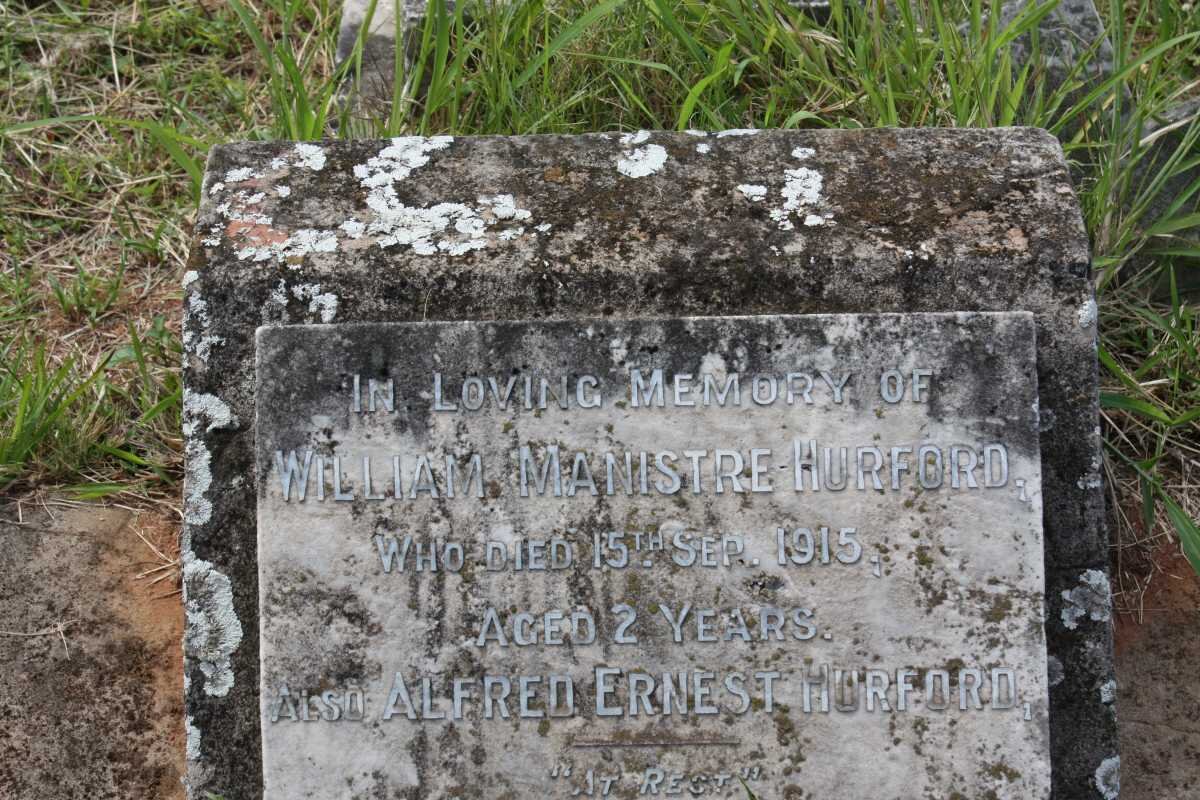 In Loving Memory of
William Manistre Hurford,
Who died 15th Sep. 1915,
Aged 2 Years.
Also Alfred Ernest Hurford,
"At Rest"